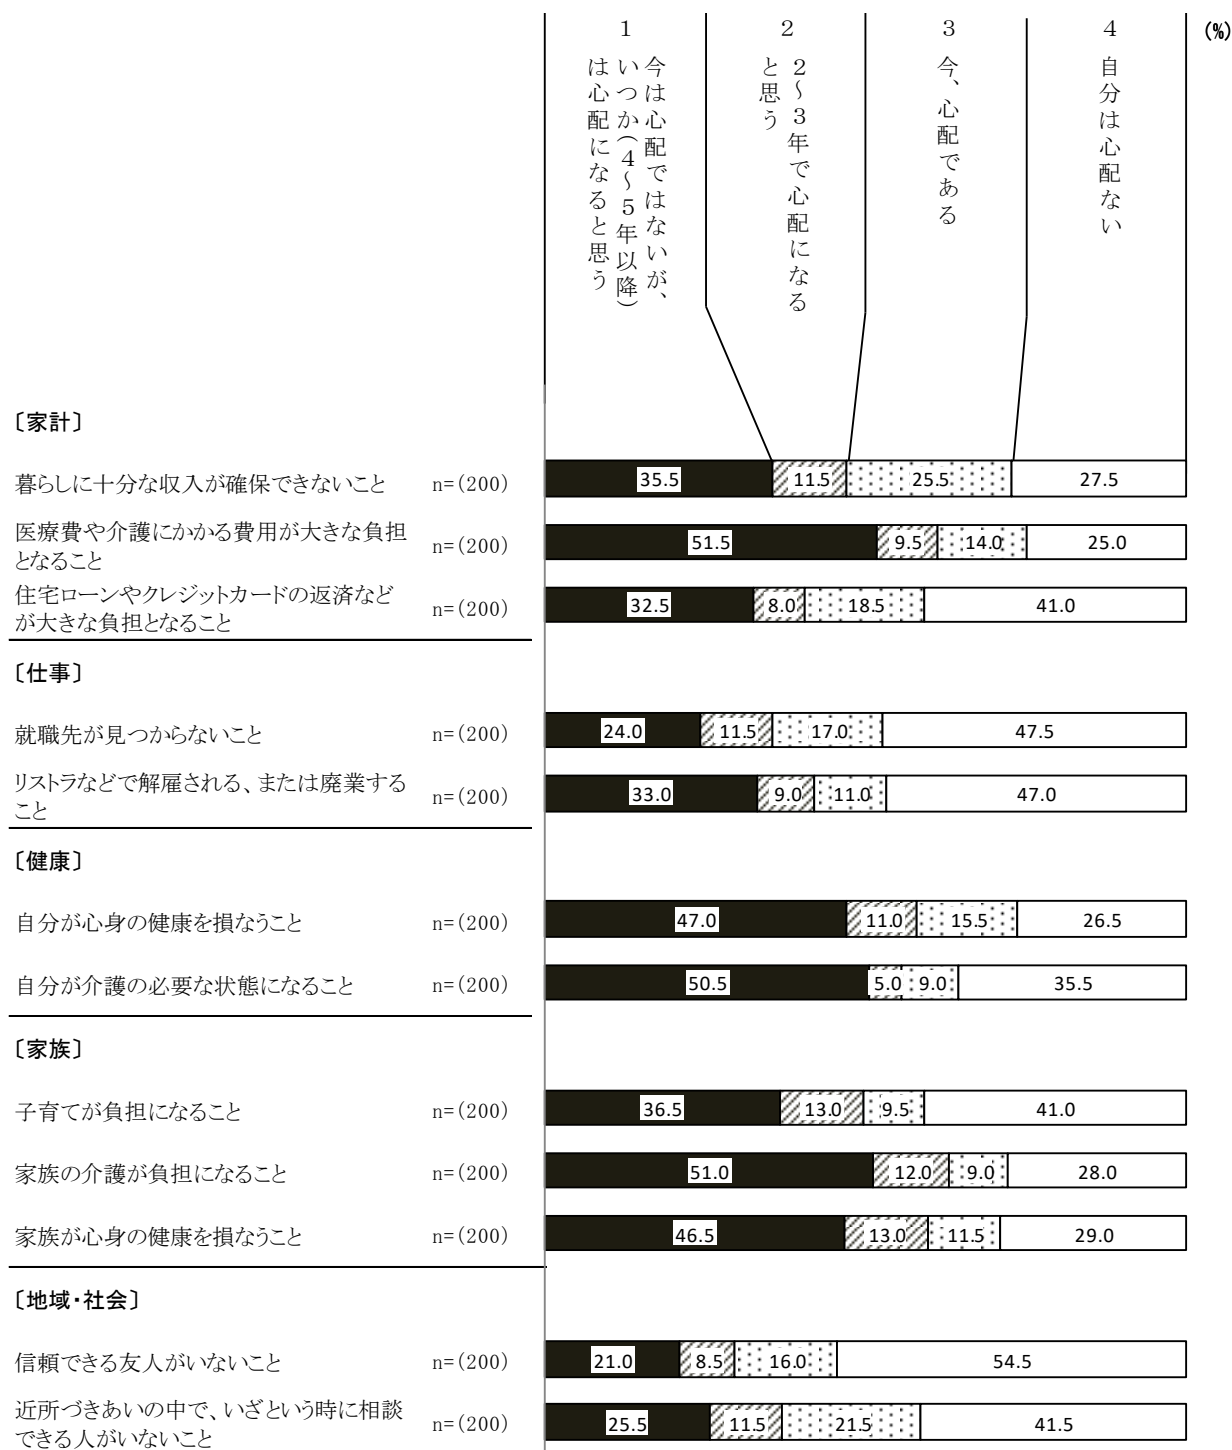 (%)
1
今は心配ではないが、
いつか(4～5年以降)
は心配になると思う
2
2～3年で心配になる
と思う
3
今、心配である
4
自分は心配ない
〔家計〕
暮らしに十分な収入が確保できないこと n=(200) 35.5 11.5 25.5 27.5
医療費や介護にかかる費用が大きな負担
となること
n=(200) 51.5 9.5 14.0 25.0
住宅ローンやクレジットカードの返済など
が大きな負担となること
n=(200) 32.5 8.0 18.5 41.0
〔仕事〕
就職先が見つからないこと n=(200) 24.0 11.5 17.0 47.5
リストラなどで解雇される、または廃業する
こと
n=(200) 33.0 9.0 11.0 47.0
〔健康〕
自分が心身の健康を損なうこと n=(200) 47.0 11.0 15.5 26.5
自分が介護の必要な状態になること n=(200) 50.5 5.0 9.0 35.5
〔家族〕
子育てが負担になること n=(200) 36.5 13.0 9.5 41.0
家族の介護が負担になること n=(200) 51.0 12.0 9.0 28.0
家族が心身の健康を損なうこと n=(200) 46.5 13.0 11.5 29.0
〔地域・社会〕
信頼できる友人がいないこと n=(200) 21.0 8.5 16.0 54.5
近所づきあいの中で、いざという時に相談
できる人がいないこと
n=(200) 25.5 11.5 21.5 41.5